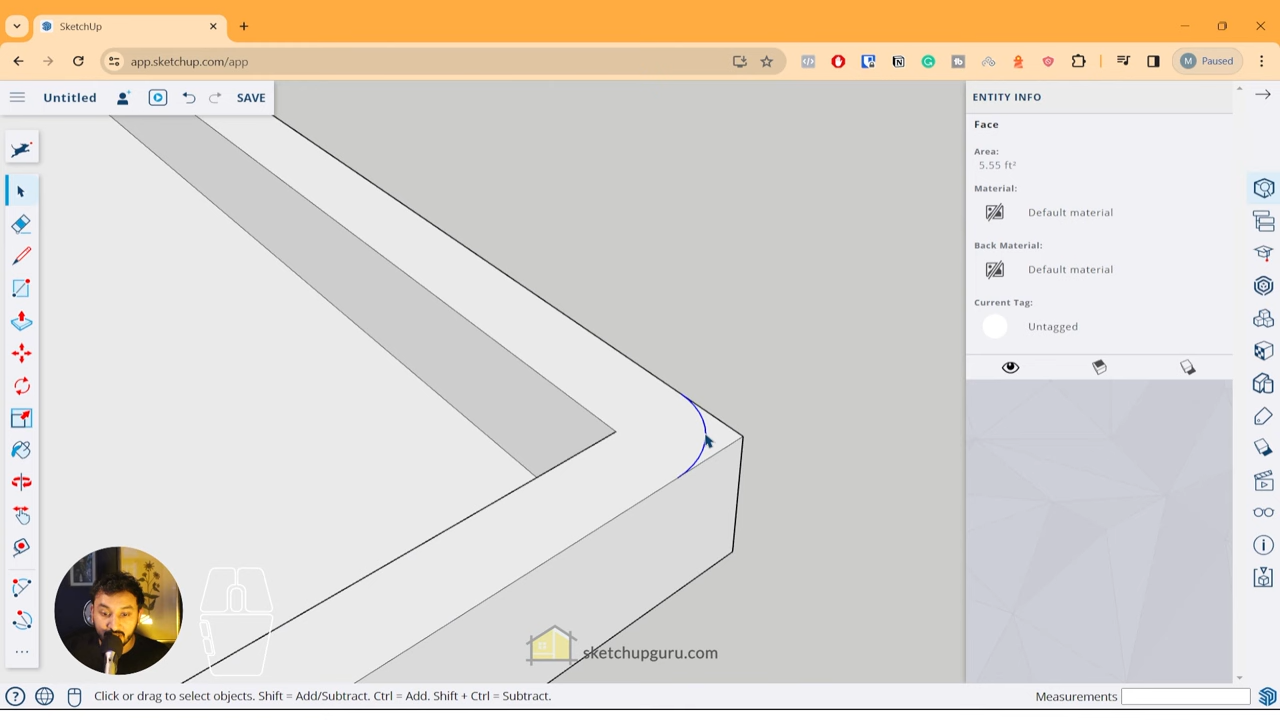 SketchUp
app.sketchup.com/app
M Paused
Untitled
SAVE
ENTITY INFO
Face
Area:
5.55 ft²
Material:
Default material
Back Material:
Default material
Current Tag:
Untagged
sketchupguru.com
Click or drag to select objects. Shift = Add/Subtract. Ctrl = Add. Shift + Ctrl = Subtract.
Measurements